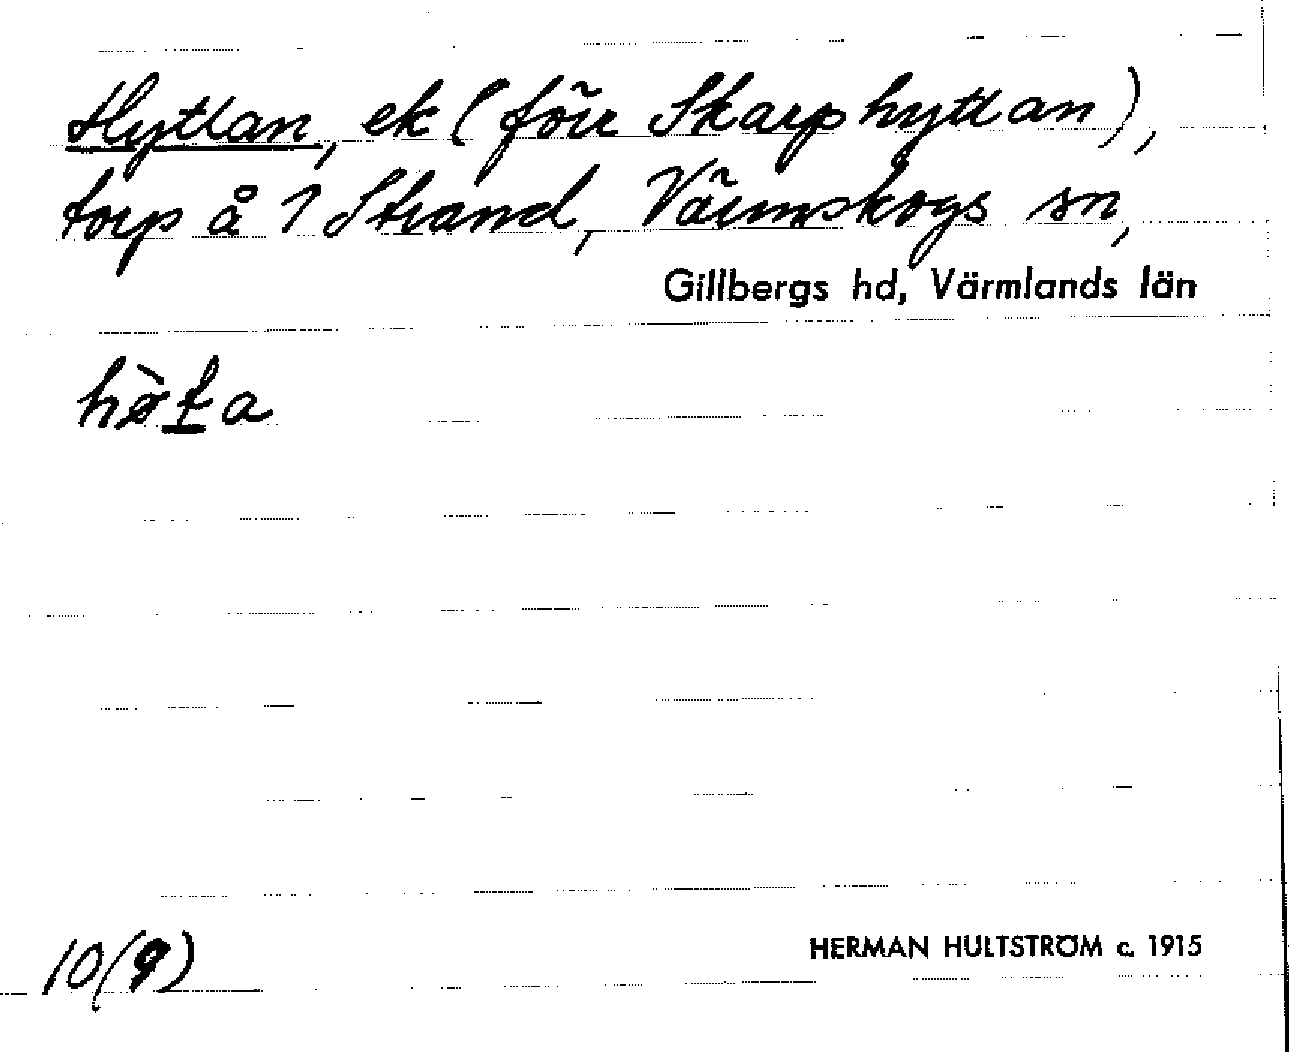 Hyttan, ek (för Skarphyttan),
torp å 1 Strand, Värmskogs sn,
Gillbergs hd, Värmlands län
hø̀ta
10(9)
HERMAN HULTSTRÖM c. 1915